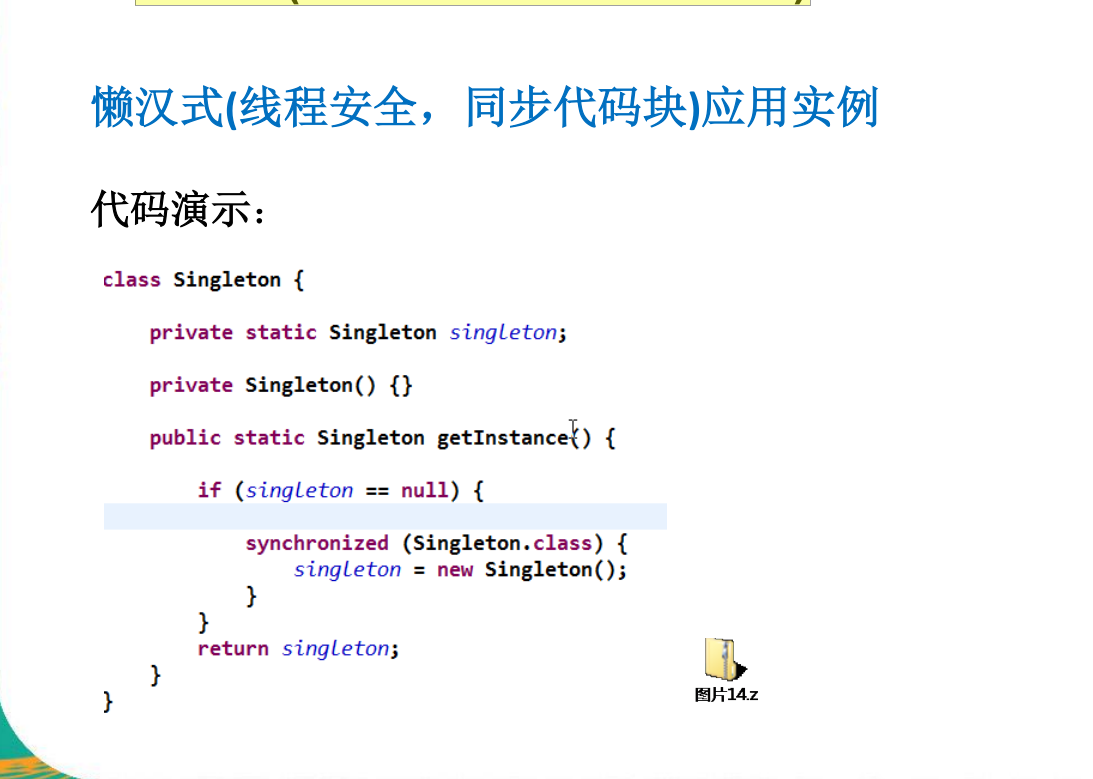 懒汉式(线程安全，同步代码块)应用实例
代码演示：
class Singleton {
private static Singleton singleton;
private Singleton() {}
public static Singleton getInstance() {
if (singleton == null) {
synchronized (Singleton.class) {
singleton = new Singleton();
}
}
return singleton;
}
}
图片14.z